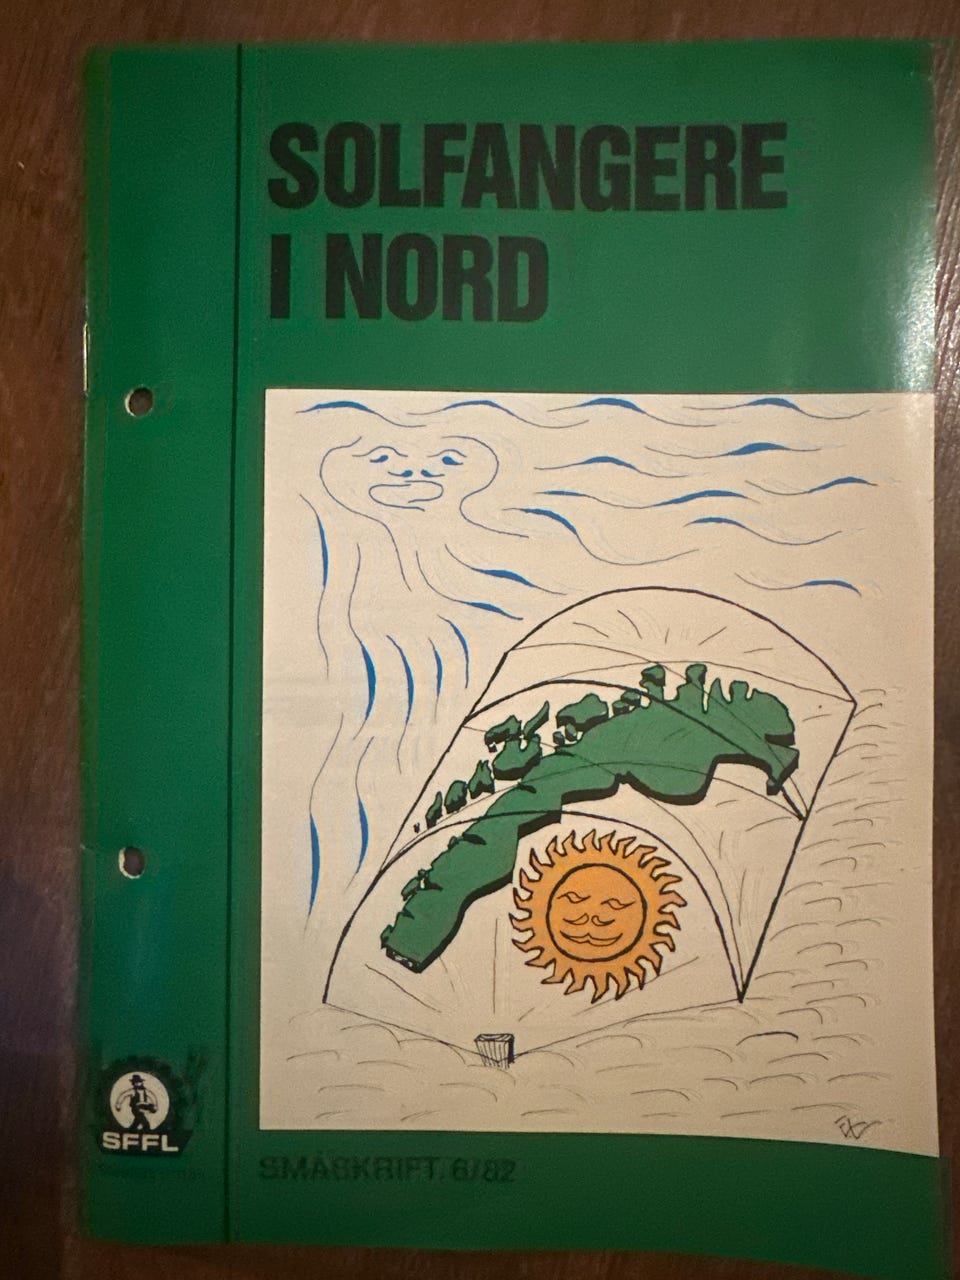 SOLFANGERE
I NORD
SFFL
SMÅSKRIFT 6/82